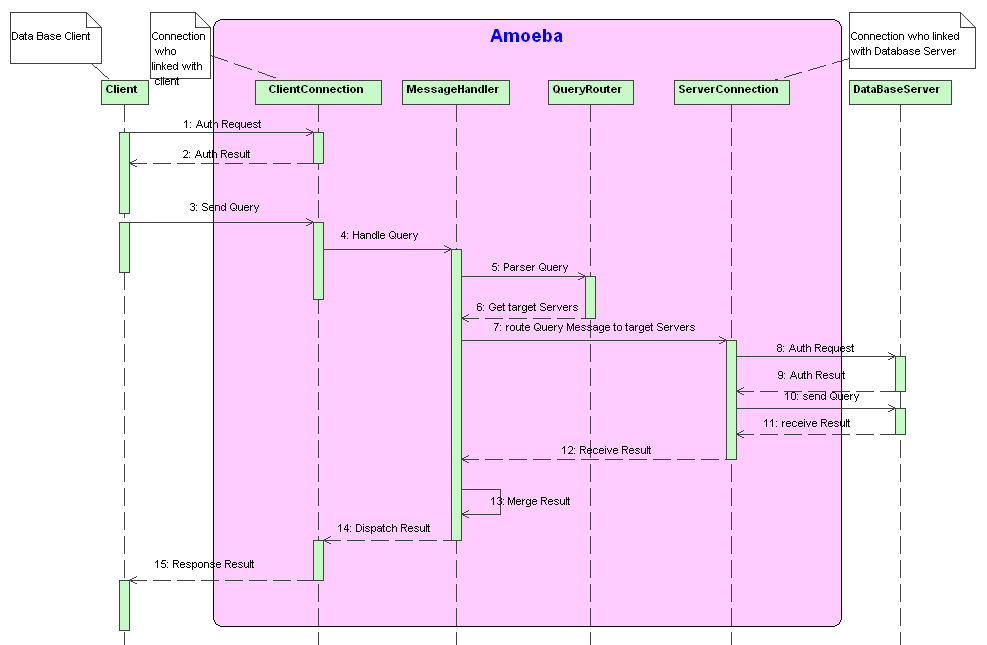 Amoeba
Data Base Client
Connection
who
linked with
client
Connection who linked
with Database Server
Client
ClientConnection
MessageHandler
QueryRouter
ServerConnection
DataBaseServer
1: Auth Request
2: Auth Result
3: Send Query
4: Handle Query
5: Parser Query
6: Get target Servers
7: route Query Message to target Servers
8: Auth Request
9: Auth Result
10: send Query
11: receive Result
12: Receive Result
13: Merge Result
14: Dispatch Result
15: Response Result